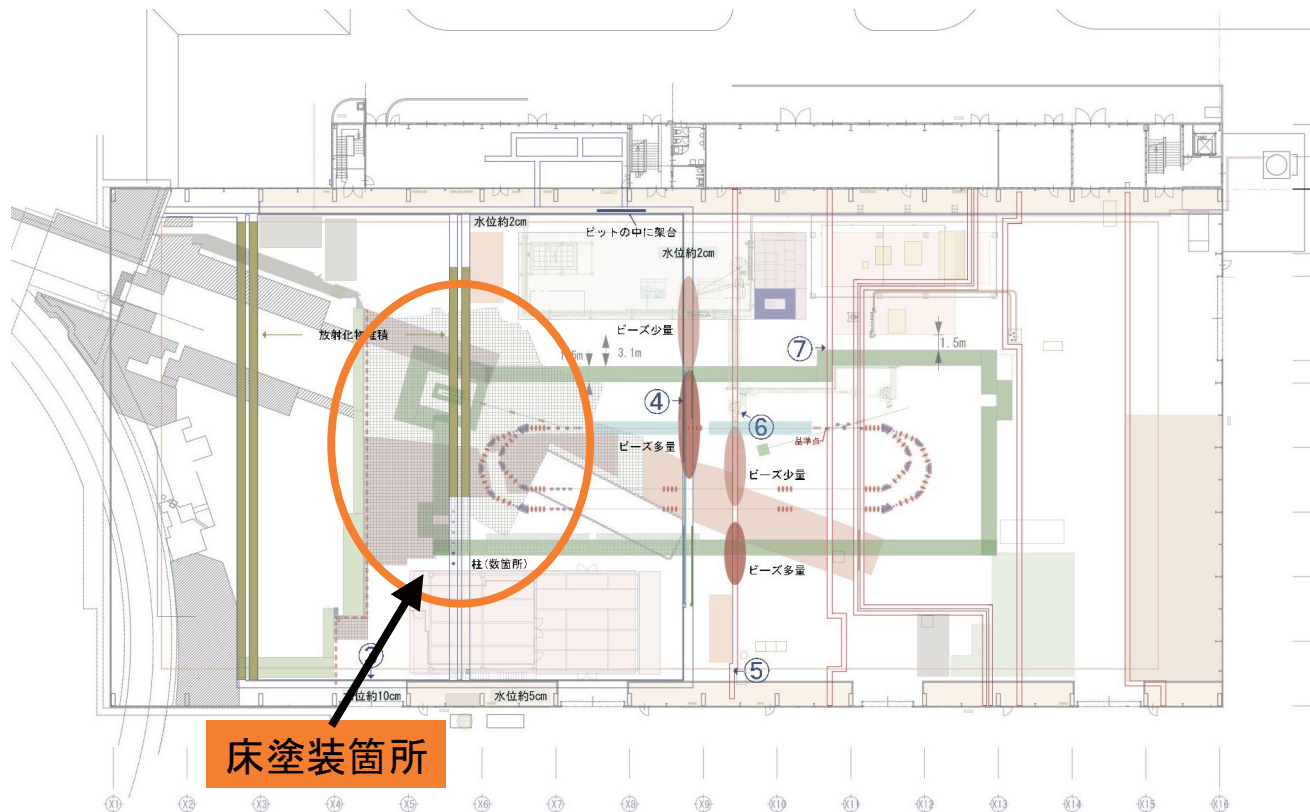 水位約2cm
ピットの中に架台
水位約2cm
放射化物堆積
ビーズ少量
3.1m
⑦
1.5m
④
⑥
基準点
ビーズ多量
ビーズ少量
柱(数箇所)
ビーズ多量
③
⑤
水位約10cm
水位約5cm
床塗装箇所
X1
X2
X3
X4
X5
X6
X7
X8
X9
X10
X11
X12
X13
X14
X15
X16